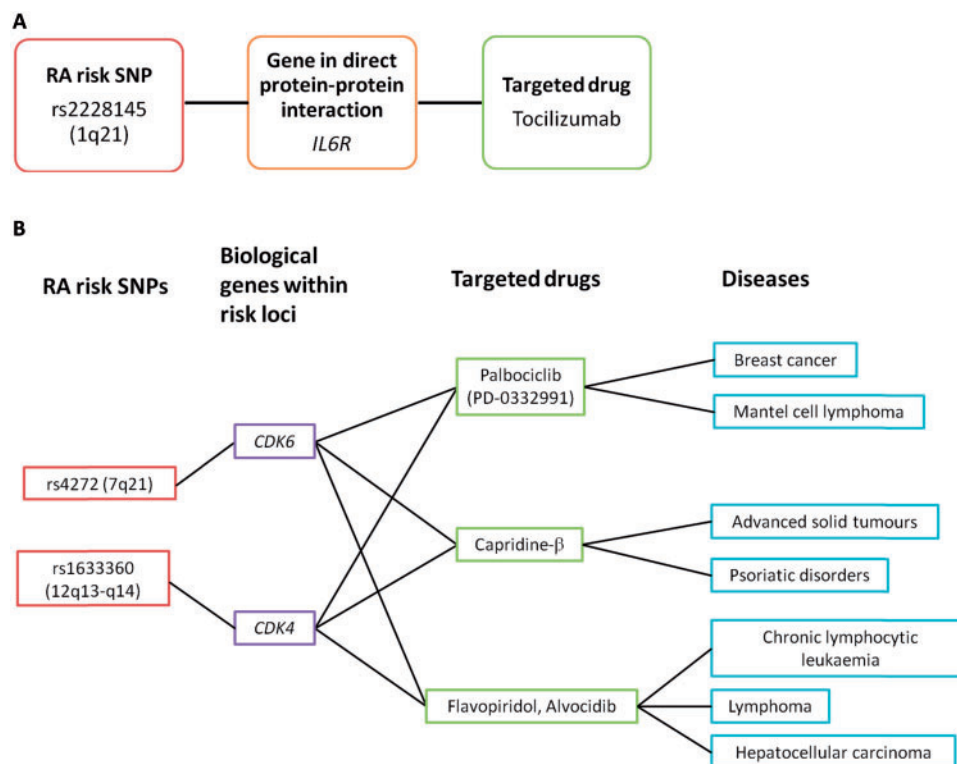 A
RA risk SNP
rs2228145
(1q21)
Gene in direct
protein-protein
interaction
IL6R
Targeted drug
Tocilizumab
B
RA risk SNPs
Biological
genes within
risk loci
Targeted drugs
Diseases
rs4272 (7q21)
rs1633360
(12q13-q14)
CDK6
CDK4
Palbociclib
(PD-0332991)
Capridine-β
Flavopiridol, Alvocidib
Breast cancer
Mantel cell lymphoma
Advanced solid tumours
Psoriatic disorders
Chronic lymphocytic
leukaemia
Lymphoma
Hepatocellular carcinoma